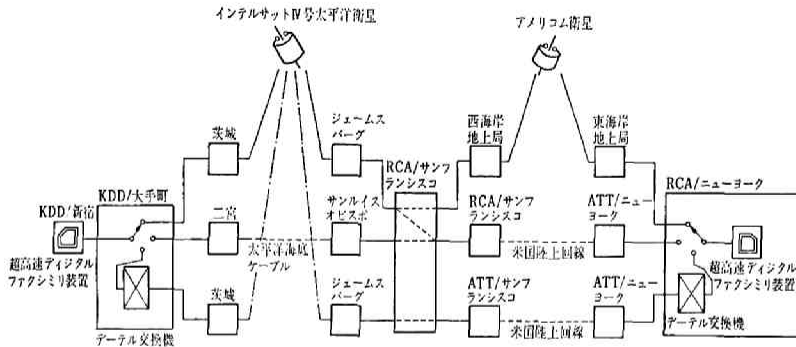 インテルサットⅣ号太平洋衛星
アメリコム衛星
茨城
ジェームス
バーグ
西海岸
地上局
東海岸
地上局
KDD/大手町
RCA/サンフ
ランシスコ
RCA/ニューヨーク
KDD/新宿
二宮
サンルイス
オビスポ
RCA/サンフ
ランシスコ
ATT/ニュー
ヨーク
太平洋海底
ケーブル
米国陸上回線
超高速ディジタル
ファクシミリ装置
超高速ディジタル
ファクシミリ装置
茨城
ジェームス
バーグ
ATT/サンフ
ランシスコ
ATT/ニュー
ヨーク
米国陸上回線
データル交換機
データル交換機